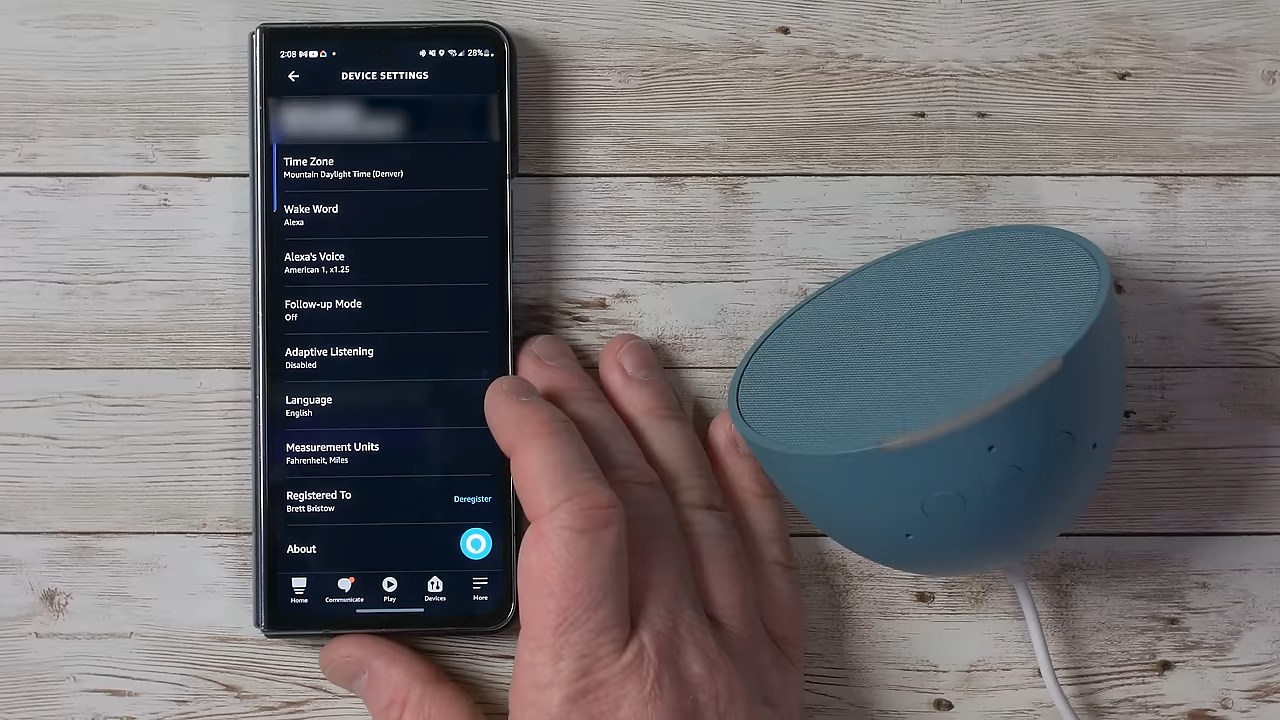 2:08
28%
DEVICE SETTINGS
Time Zone
Mountain Daylight Time (Denver)
Wake Word
Alexa
Alexa's Voice
American 1, x1.25
Follow-up Mode
Off
Adaptive Listening
Disabled
Language
English
Measurement Units
Fahrenheit, Miles
Registered To
Deregister
Brett Bristow
About
Home
Communicate
Play
Devices
More